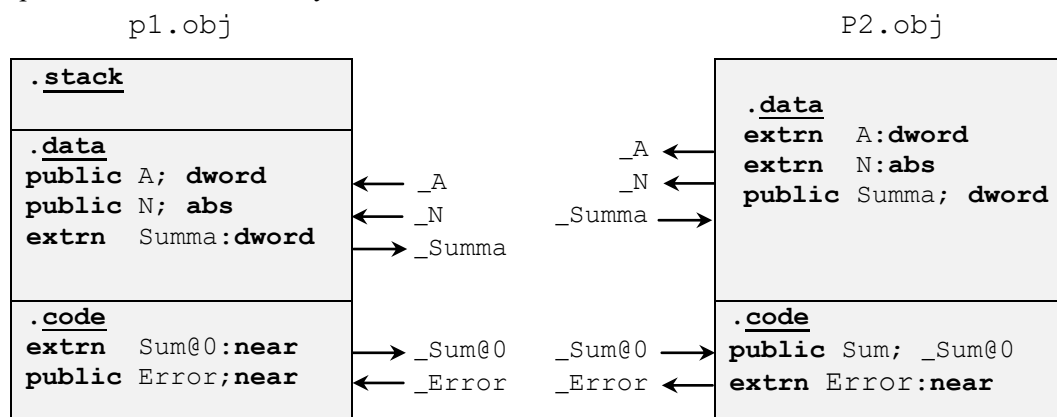 p1.obj
.stack
.data
public A; dword
public N; abs
extrn Summa:dword
.code
extrn Sum@0:near
public Error;near
_A
_N
_Summa
_Sum@0
_Error
P2.obj
_A
_N
_Summa
_Sum@0
_Error
.data
extrn A:dword
extrn N:abs
public Summa; dword
.code
public Sum; _Sum@0
extrn Error:near